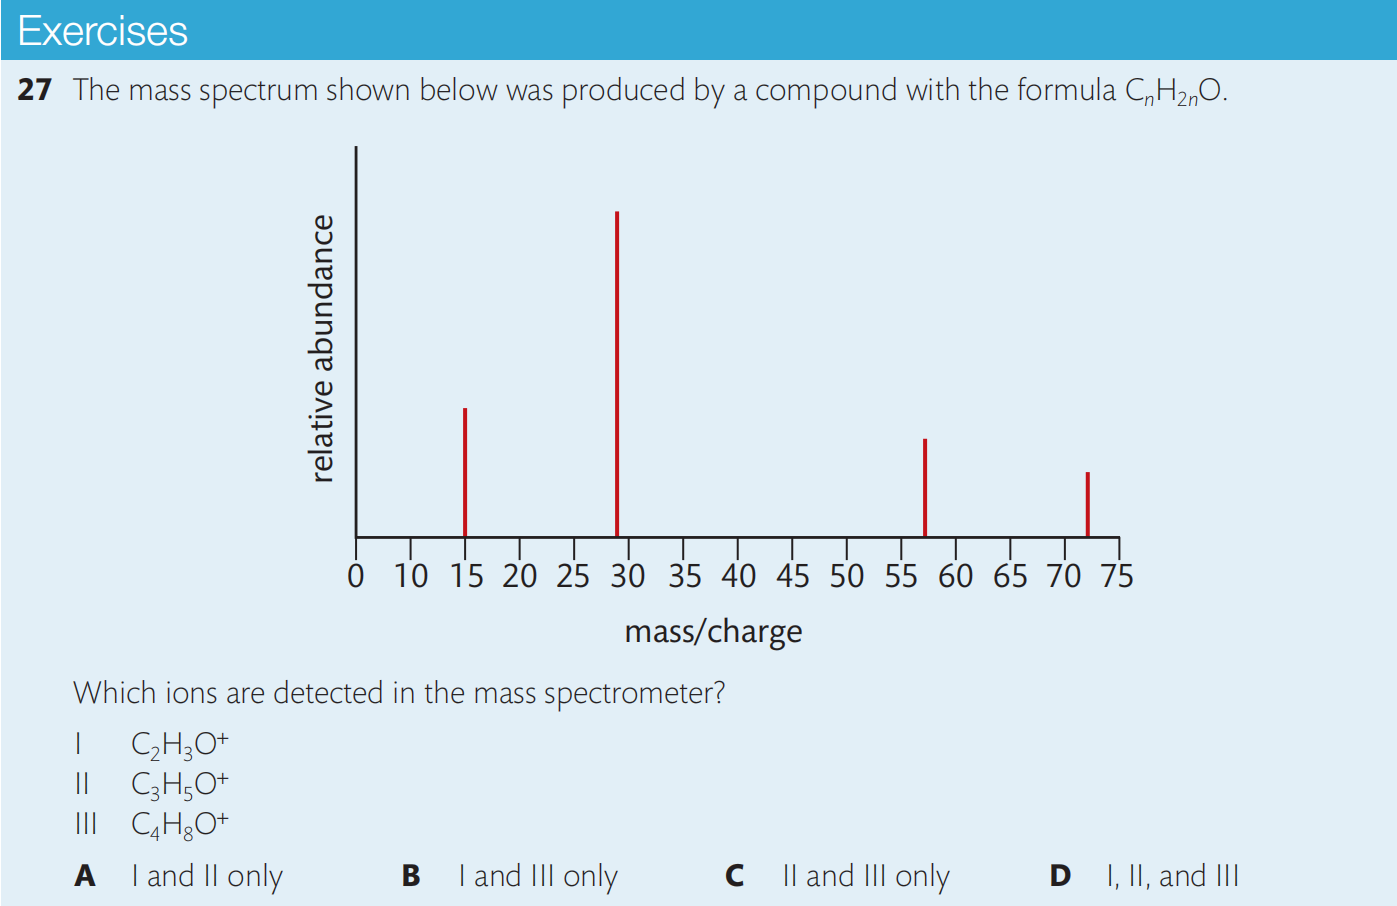 Exercises
27 The mass spectrum shown below was produced by a compound with the formula CₙH₂ₙO.
relative abundance
0 10 15 20 25 30 35 40 45 50 55 60 65 70 75
mass/charge
Which ions are detected in the mass spectrometer?
I C₂H₃O⁺
II C₃H₅O⁺
III C₄H₈O⁺
A I and II only B I and III only C II and III only D I, II, and III